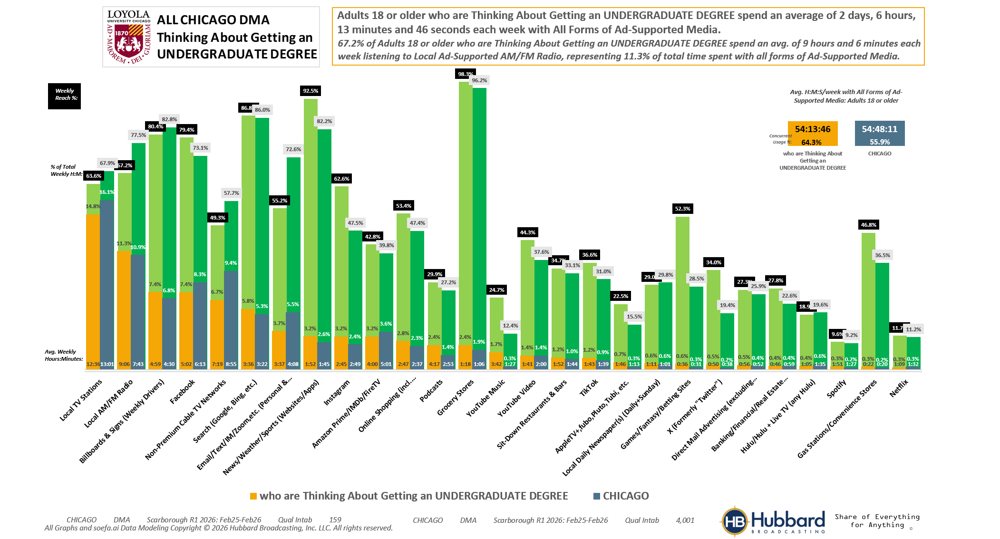 LOYOLA
UNIVERSITY CHICAGO
1870
AD • MAJOREM • DEI • GLORIAM
ALL CHICAGO DMA
Thinking About Getting an
UNDERGRADUATE DEGREE
Adults 18 or older who are Thinking About Getting an UNDERGRADUATE DEGREE spend an average of 2 days, 6 hours,
13 minutes and 46 seconds each week with All Forms of Ad-Supported Media.
67.2% of Adults 18 or older who are Thinking About Getting an UNDERGRADUATE DEGREE spend an avg. of 9 hours and 6 minutes each
week listening to Local Ad-Supported AM/FM Radio, representing 11.3% of total time spent with all forms of Ad-Supported Media.
Weekly
Reach %:
% of Total
Weekly H:M:
Avg. Weekly
Hours:Minutes:
Avg. H:M:S/week with All Forms of Ad-
Supported Media: Adults 18 or older
54:13:46
54:48:11
Concurrent
Usage %:
64.3%
55.9%
who are Thinking About
Getting an
UNDERGRADUATE DEGREE
CHICAGO
63.6% 67.9% 67.2% 77.5% 80.4% 82.8% 79.4% 73.1% 49.3% 57.7% 86.8% 86.0% 55.2% 72.6% 92.5% 82.2% 62.6% 47.5% 42.8% 39.8% 53.4% 47.4% 29.9% 27.2% 98.3% 96.2% 24.7% 12.4% 44.3% 37.6% 34.7% 33.1% 36.6% 31.0% 22.5% 15.5% 29.0% 29.8% 52.3% 28.5% 34.0% 19.4% 27.3% 25.9% 27.8% 22.6% 18.9% 19.6% 9.6% 9.2% 46.8% 36.5% 11.7% 11.2%
14.8% 16.1% 11.3% 10.9% 7.4% 6.8% 7.4% 8.3% 6.7% 9.4% 5.8% 5.3% 3.7% 5.5% 3.2% 2.6% 3.2% 2.4% 3.2% 3.6% 2.8% 2.3% 2.4% 1.4% 2.4% 1.9% 1.7% 0.3% 1.4% 1.4% 1.2% 1.0% 1.2% 0.9% 0.7% 0.3% 0.6% 0.6% 0.6% 0.3% 0.5% 0.2% 0.5% 0.4% 0.4% 0.4% 0.4% 0.6% 0.3% 0.2% 0.3% 0.2% 0.3% 0.3%
12:36 13:01 9:06 7:43 4:59 4:30 5:02 6:13 7:19 8:55 3:36 3:22 3:37 4:08 1:52 1:45 2:45 2:49 4:00 5:01 2:47 2:37 4:17 2:53 1:18 1:06 3:42 1:27 1:41 2:00 1:52 1:44 1:43 1:39 1:46 1:13 1:11 1:01 0:36 0:31 0:50 0:38 0:56 0:52 0:46 0:59 1:05 1:35 1:51 1:27 0:22 0:20 1:09 1:32
Local TV Stations
Local AM/FM Radio
Billboards & Signs (Weekly Drivers)
Facebook
Non-Premium Cable TV Networks
Search (Google, Bing, etc.)
Email/Text/IM/Zoom,etc. (Personal &...
News/Weather/Sports (Websites/Apps)
Instagram
Amazon Prime/IMDb/FireTV
Online Shopping (incl....
Podcasts
Grocery Stores
YouTube Music
YouTube Video
Sit-Down Restaurants & Bars
TikTok
AppleTV+,fubo,Pluto,Tubi, etc.
Local Daily Newspaper(s) (Daily+Sunday)
Games/Fantasy/Betting Sites
X (Formerly "Twitter")
Direct Mail Advertising (excluding...
Banking/Financial/Real Estate...
Hulu/Hulu + Live TV (any Hulu)
Spotify
Gas Stations/Convenience Stores
Netflix
who are Thinking About Getting an UNDERGRADUATE DEGREE
CHICAGO
CHICAGO DMA Scarborough R1 2026: Feb25-Feb26 Qual Intab 159
CHICAGO DMA Scarborough R1 2026: Feb25-Feb26 Qual Intab 4,001
All Graphs and soefa.ai Data Modeling Copyright © 2026 Hubbard Broadcasting, Inc. LLC. All rights reserved.
HB
Hubbard
BROADCASTING
Share of Everything
for Anything ©